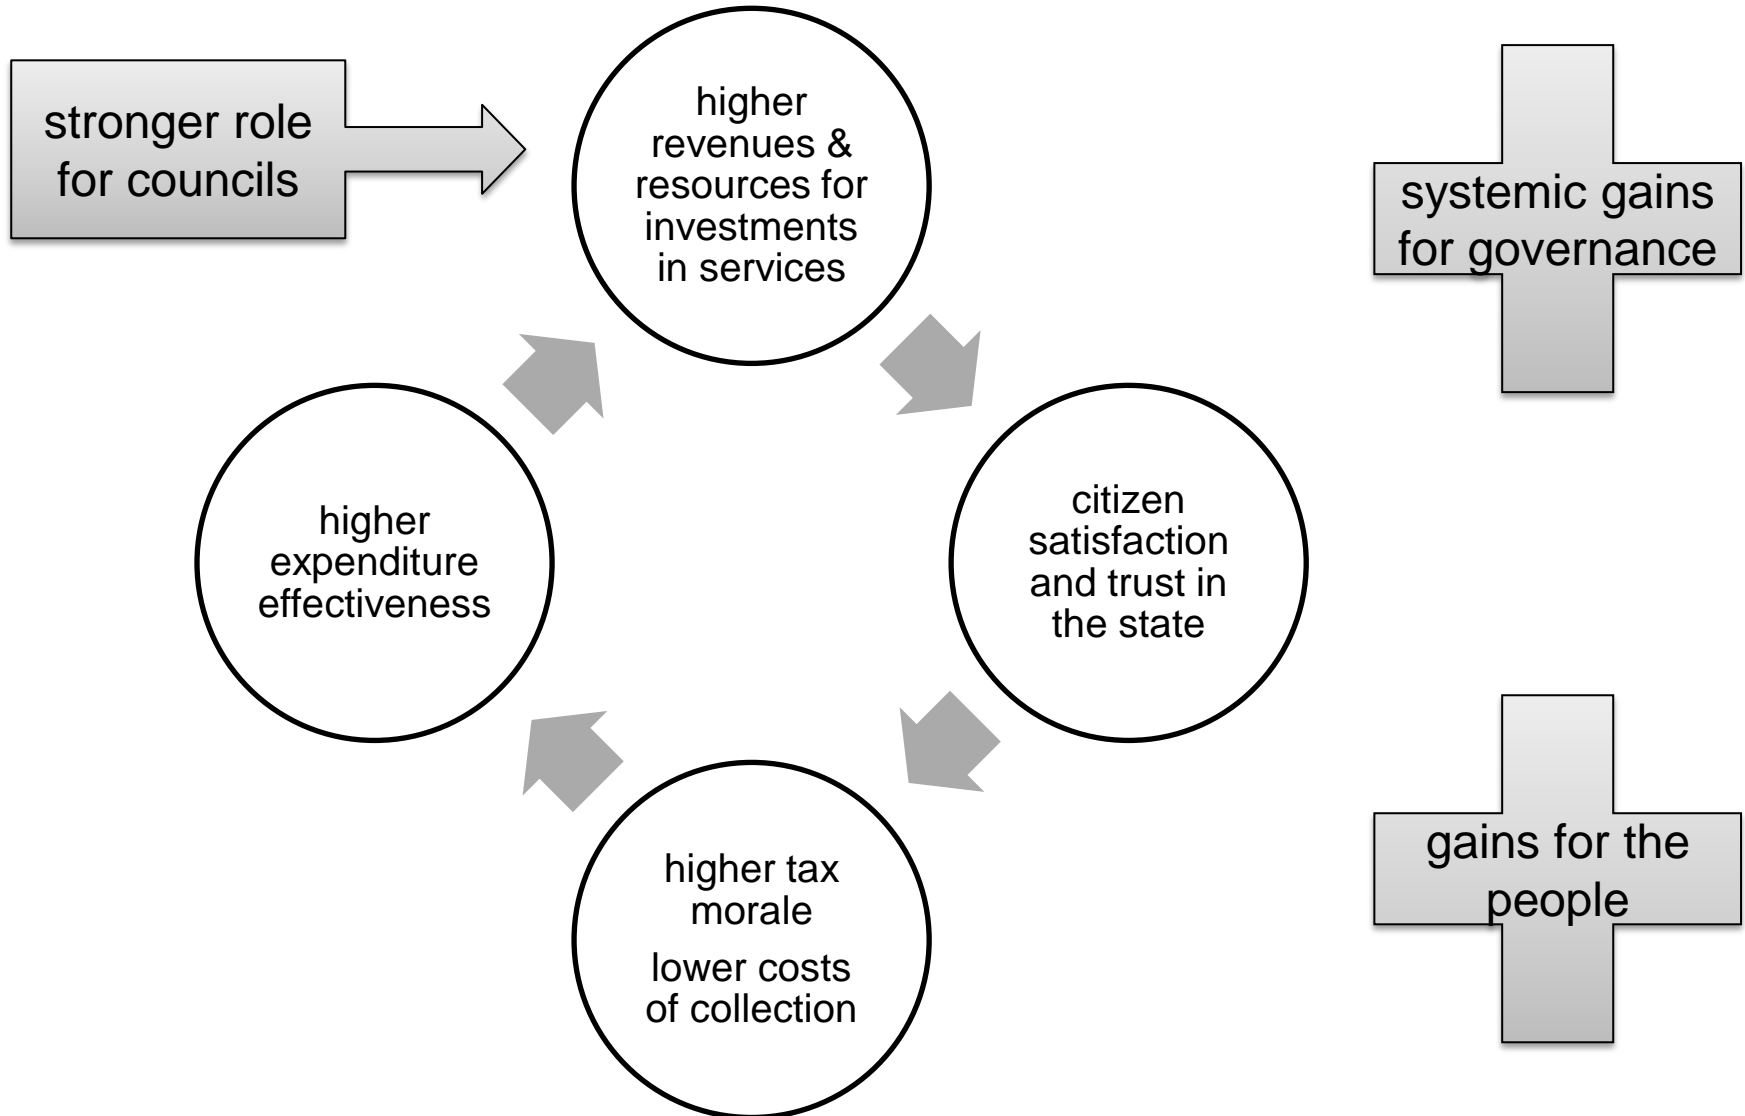 stronger role
for councils
higher
revenues &
resources for
investments
in services
systemic gains
for governance
higher
expenditure
effectiveness
citizen
satisfaction
and trust in
the state
higher tax
morale
lower costs
of collection
gains for the
people